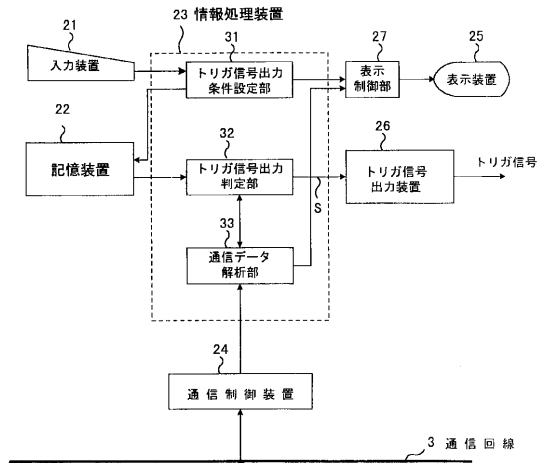 23 情報処理装置
21
入力装置
31
トリガ信号出力
条件設定部
27
表示
制御部
25
表示装置
22
記憶装置
32
トリガ信号出力
判定部
S
26
トリガ信号
出力装置
トリガ信号
33
通信データ
解析部
24
通信制御装置
3 通信回線